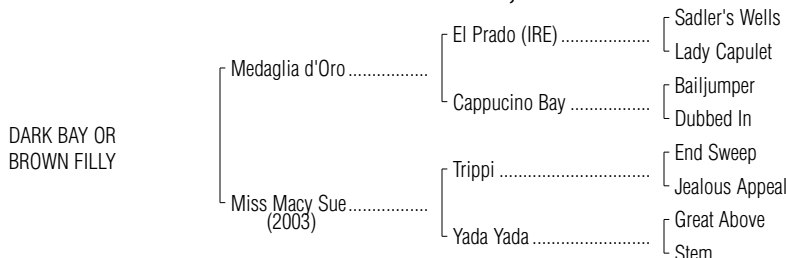 Sadler's Wells
El Prado (IRE)....................
Lady Capulet
Medaglia d'Oro..................
Bailjumper
Cappucino Bay ..................
Dubbed In
DARK BAY OR
BROWN FILLY
End Sweep
Trippi .................................
Jealous Appeal
Miss Macy Sue..................
(2003)
Great Above
Yada Yada ..........................
Stem